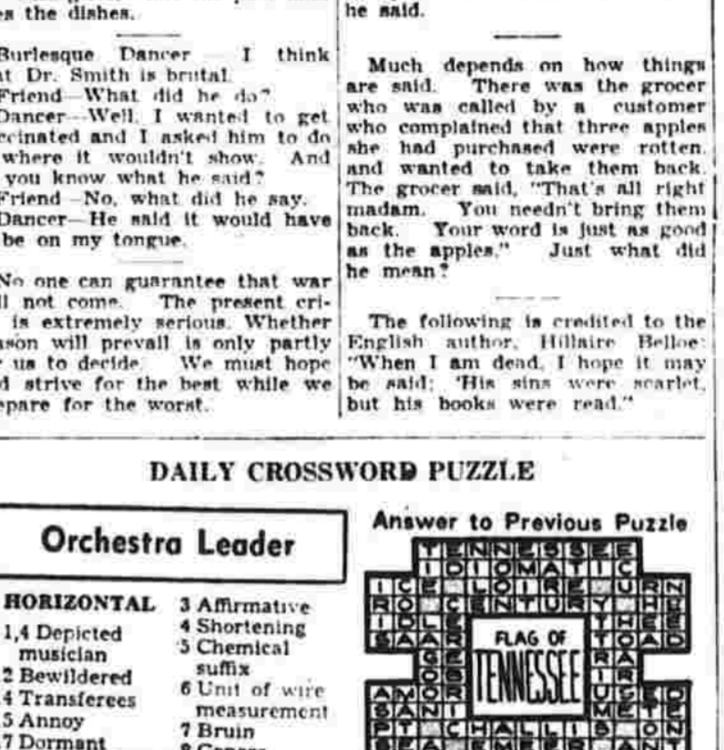 es the dishes.
Burlesque Dancer I think
at Dr. Smith is brutal.
Friend—What did he do?
Dancer—Well, I wanted to get
ccinated and I asked him to do
where it wouldn't show. And
you know what he said?
Friend—No, what did he say.
Dancer—He said it would have
be on my tongue.
No one can guarantee that war
ll not come. The present cri-
is extremely serious. Whether
ason will prevail is only partly
us to decide. We must hope
d strive for the best while we
epare for the worst.
he said.
Much depends on how things
are said. There was the grocer
who was called by a customer
who complained that three apples
she had purchased were rotten,
and wanted to take them back.
The grocer said, "That's all right
madam. You needn't bring them
back. Your word is just as good
as the apples." Just what did
he mean?
The following is credited to the
English author, Hillaire Belloc:
"When I am dead, I hope it may
be said: 'His sins were scarlet,
but his books were read."
DAILY CROSSWORD PUZZLE
Orchestra Leader
HORIZONTAL
1,4 Depicted
musician
2 Bewildered
4 Transferees
5 Annoy
7 Dormant
3 Affirmative
4 Shortening
5 Chemical
suffix
6 Unit of wire
measurement
7 Bruin
Answer to Previous Puzzle
TENNESSEE
IDIOMATIC
ICE LOIRE URN
RO CENTURY HE
FLAG OF
TENNESSEE